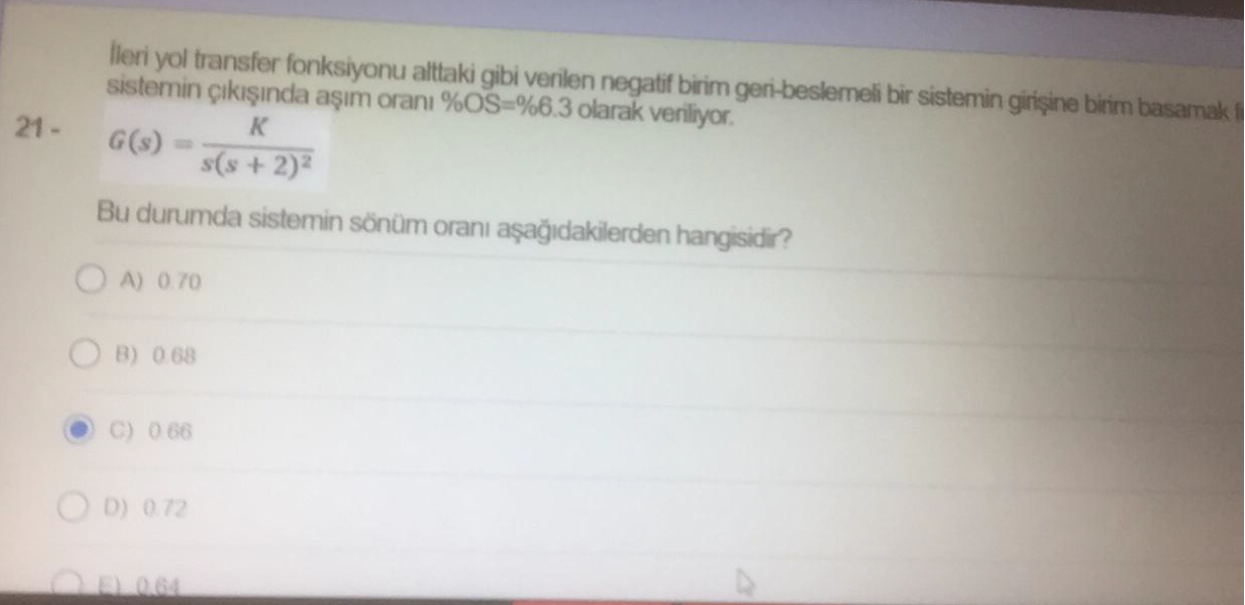 İleri yol transfer fonksiyonu alttaki gibi verilen negatif birim geri-beslemeli bir sistemin girişine birim basamak
sistemin çıkışında aşım oranı %OS=%6.3 olarak veriliyor.
21-
G(s) = K / s(s + 2)²
Bu durumda sistemin sönüm oranı aşağıdakilerden hangisidir?
A) 0.70
B) 0.68
C) 0.66
D) 0.72
E) 0.64